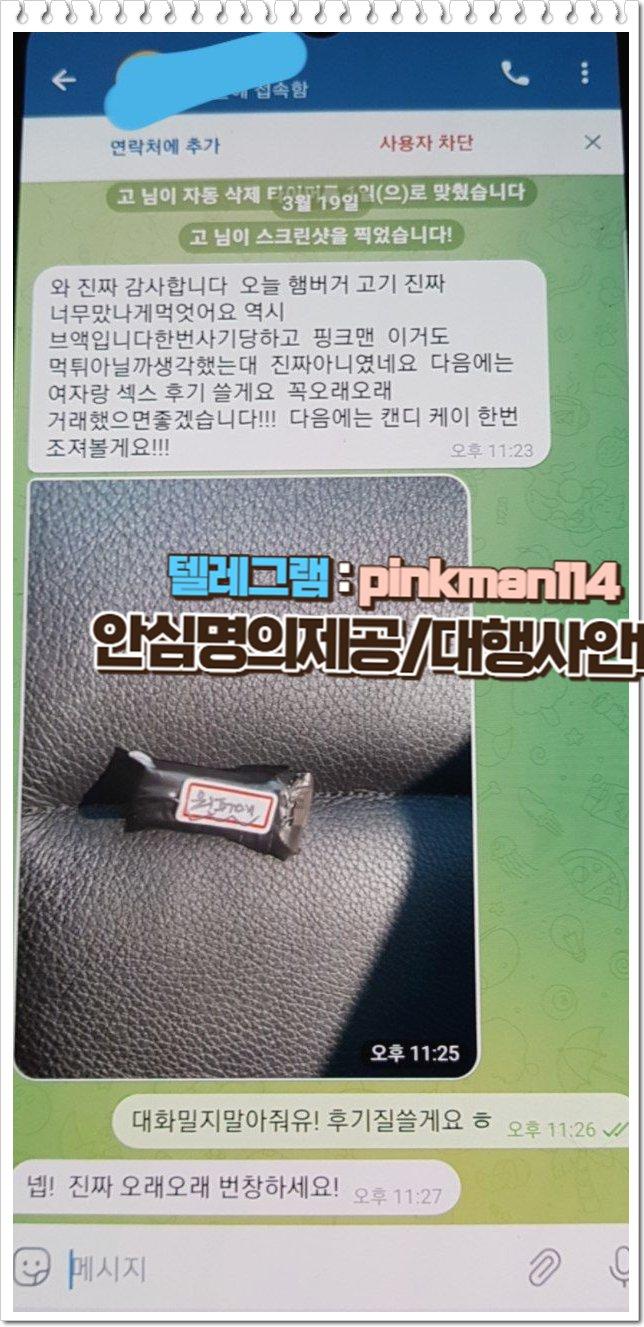 에 접속함
연락처에 추가
사용자 차단
고 님이 자동 삭제 1일(으)로 맞췄습니다
3월 19일
고 님이 스크린샷을 찍었습니다!
와 진짜 감사합니다 오늘 햄버거 고기 진짜
너무맜나게먹엇어요 역시
브액입니다한번사기당하고 핑크맨 이거도
먹튀아닐까생각했는대 진짜아니였네요 다음에는
여자랑 섹스 후기 쓸게요 꼭오래오래
거래했으면좋겠습니다!!! 다음에는 캔디 케이 한번
조져볼게요!!!
오후 11:23
텔레그램 : pinkman114
안심명의제공/대행사안
오후 11:25
대화밀지말아줘유! 후기질쓸게요 ㅎ
오후 11:26
넵! 진짜 오래오래 번창하세요!
오후 11:27
메시지